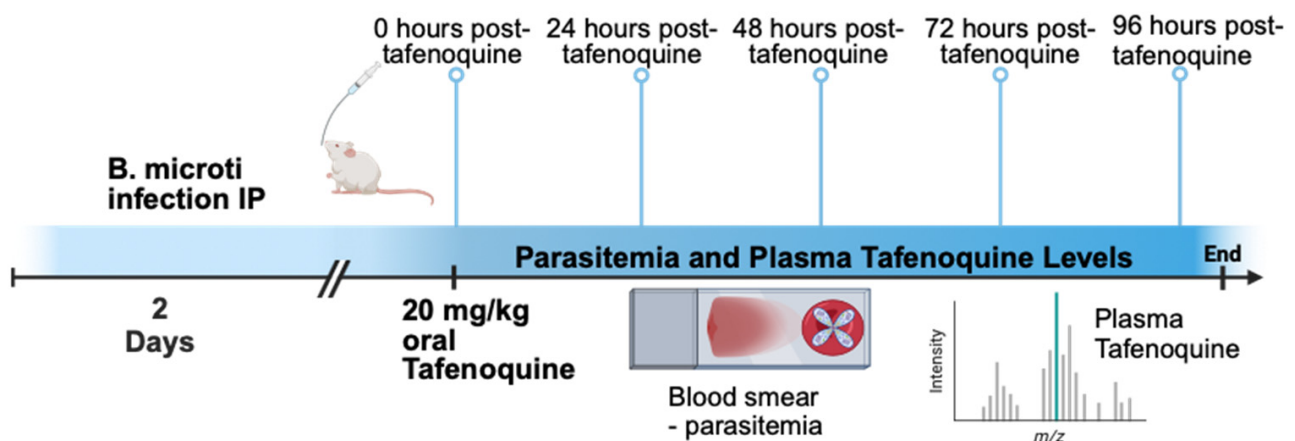 0 hours post-
tafenoquine
24 hours post-
tafenoquine
48 hours post-
tafenoquine
72 hours post-
tafenoquine
96 hours post-
tafenoquine
B. microti
infection IP
Parasitemia and Plasma Tafenoquine Levels
End
2
Days
20 mg/kg
oral
Tafenoquine
Blood smear
- parasitemia
Intensity
m/z
Plasma
Tafenoquine